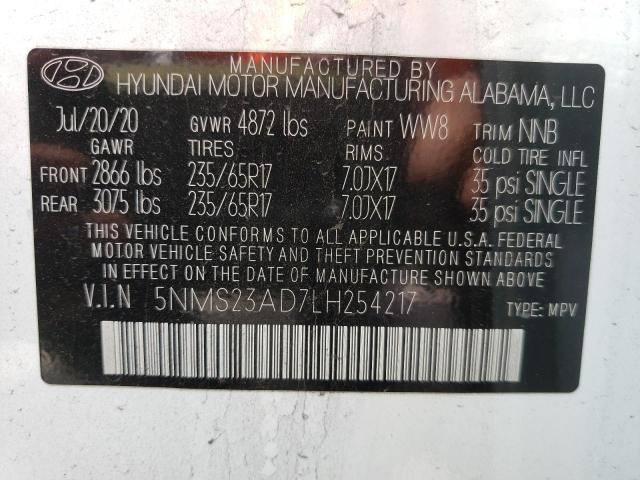 MANUFACTURED BY
HYUNDAI MOTOR MANUFACTURING ALABAMA, LLC
Jul/20/20 GVWR 4872 lbs PAINT WW8 TRIM NNB
GAWR TIRES RIMS COLD TIRE INFL
FRONT 2866 lbs 235/65R17 7.0JX17 35 psi SINGLE
REAR 3075 lbs 235/65R17 7.0JX17 35 psi SINGLE
THIS VEHICLE CONFORMS TO ALL APPLICABLE U.S.A. FEDERAL
MOTOR VEHICLE SAFETY AND THEFT PREVENTION STANDARDS
IN EFFECT ON THE DATE OF MANUFACTURE SHOWN ABOVE.
V.I.N 5NMS23AD7LH254217 TYPE: MPV